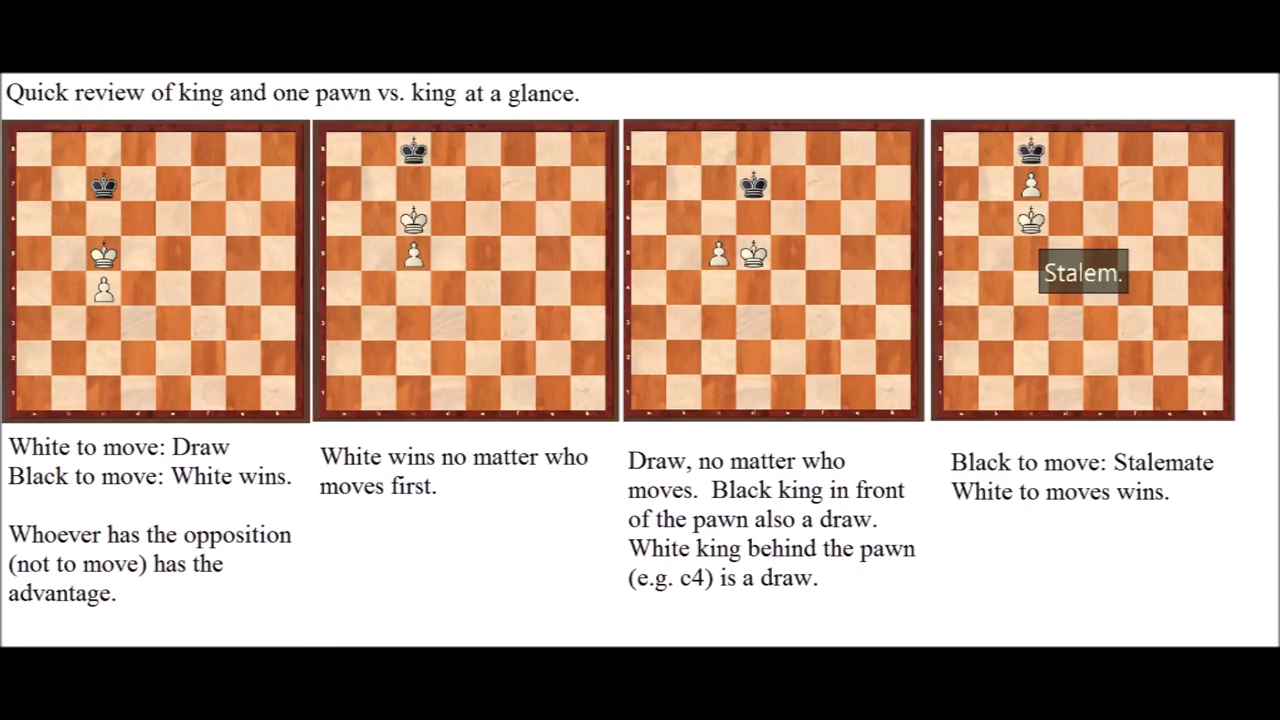 Quick review of king and one pawn vs. king at a glance.
White to move: Draw
Black to move: White wins.
Whoever has the opposition
(not to move) has the
advantage.
White wins no matter who
moves first.
Draw, no matter who
moves. Black king in front
of the pawn also a draw.
White king behind the pawn
(e.g. c4) is a draw.
Stalem.
Black to move: Stalemate
White to moves wins.